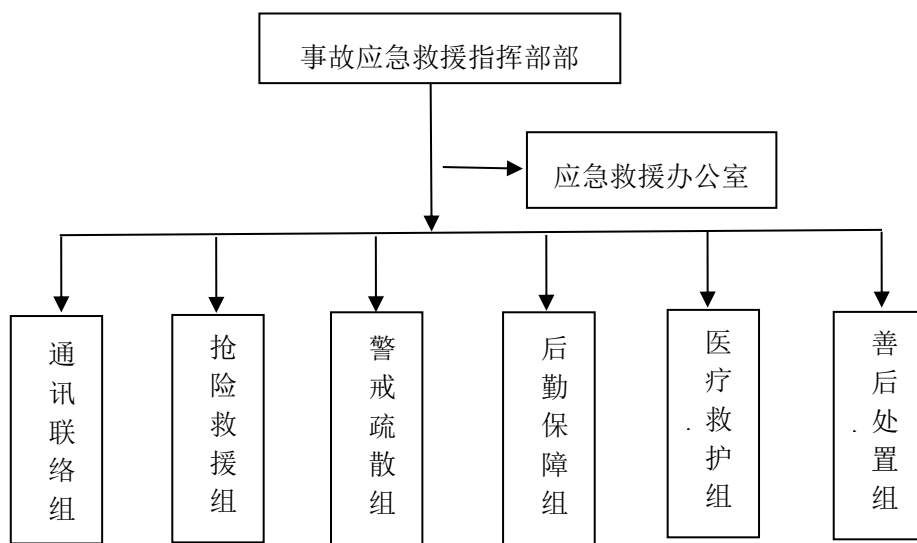 事故应急救援指挥部部
应急救援办公室
通讯联络组
抢险救援组
警戒疏散组
后勤保障组
医疗救护组
善后处置组